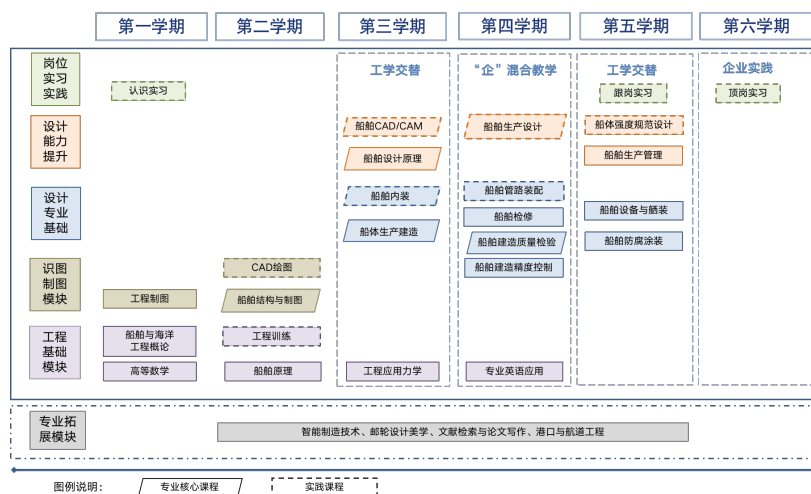 第一学期
第二学期
第三学期
第四学期
第五学期
第六学期
岗位
实习
实践
认识实习
工学交替
“企”混合教学
工学交替
企业实践
跟岗实习
顶岗实习
设计
能力
提升
船舶CAD/CAM
船舶生产设计
船体强度规范设计
船舶设计原理
船舶生产管理
设计
专业
基础
船舶内装
船舶管路装配
船舶检修
船舶设备与舾装
船体生产建造
船舶建造质量检验
船舶防腐涂装
船舶建造精度控制
识图
制图
模块
CAD绘图
工程制图
船舶结构与制图
工程
基础
模块
船舶与海洋
工程概论
工程训练
高等数学
船舶原理
工程应用力学
专业英语应用
专业拓
展模块
智能制造技术、邮轮设计美学、文献检索与论文写作、港口与航道工程
图例说明：
专业核心课程
实践课程